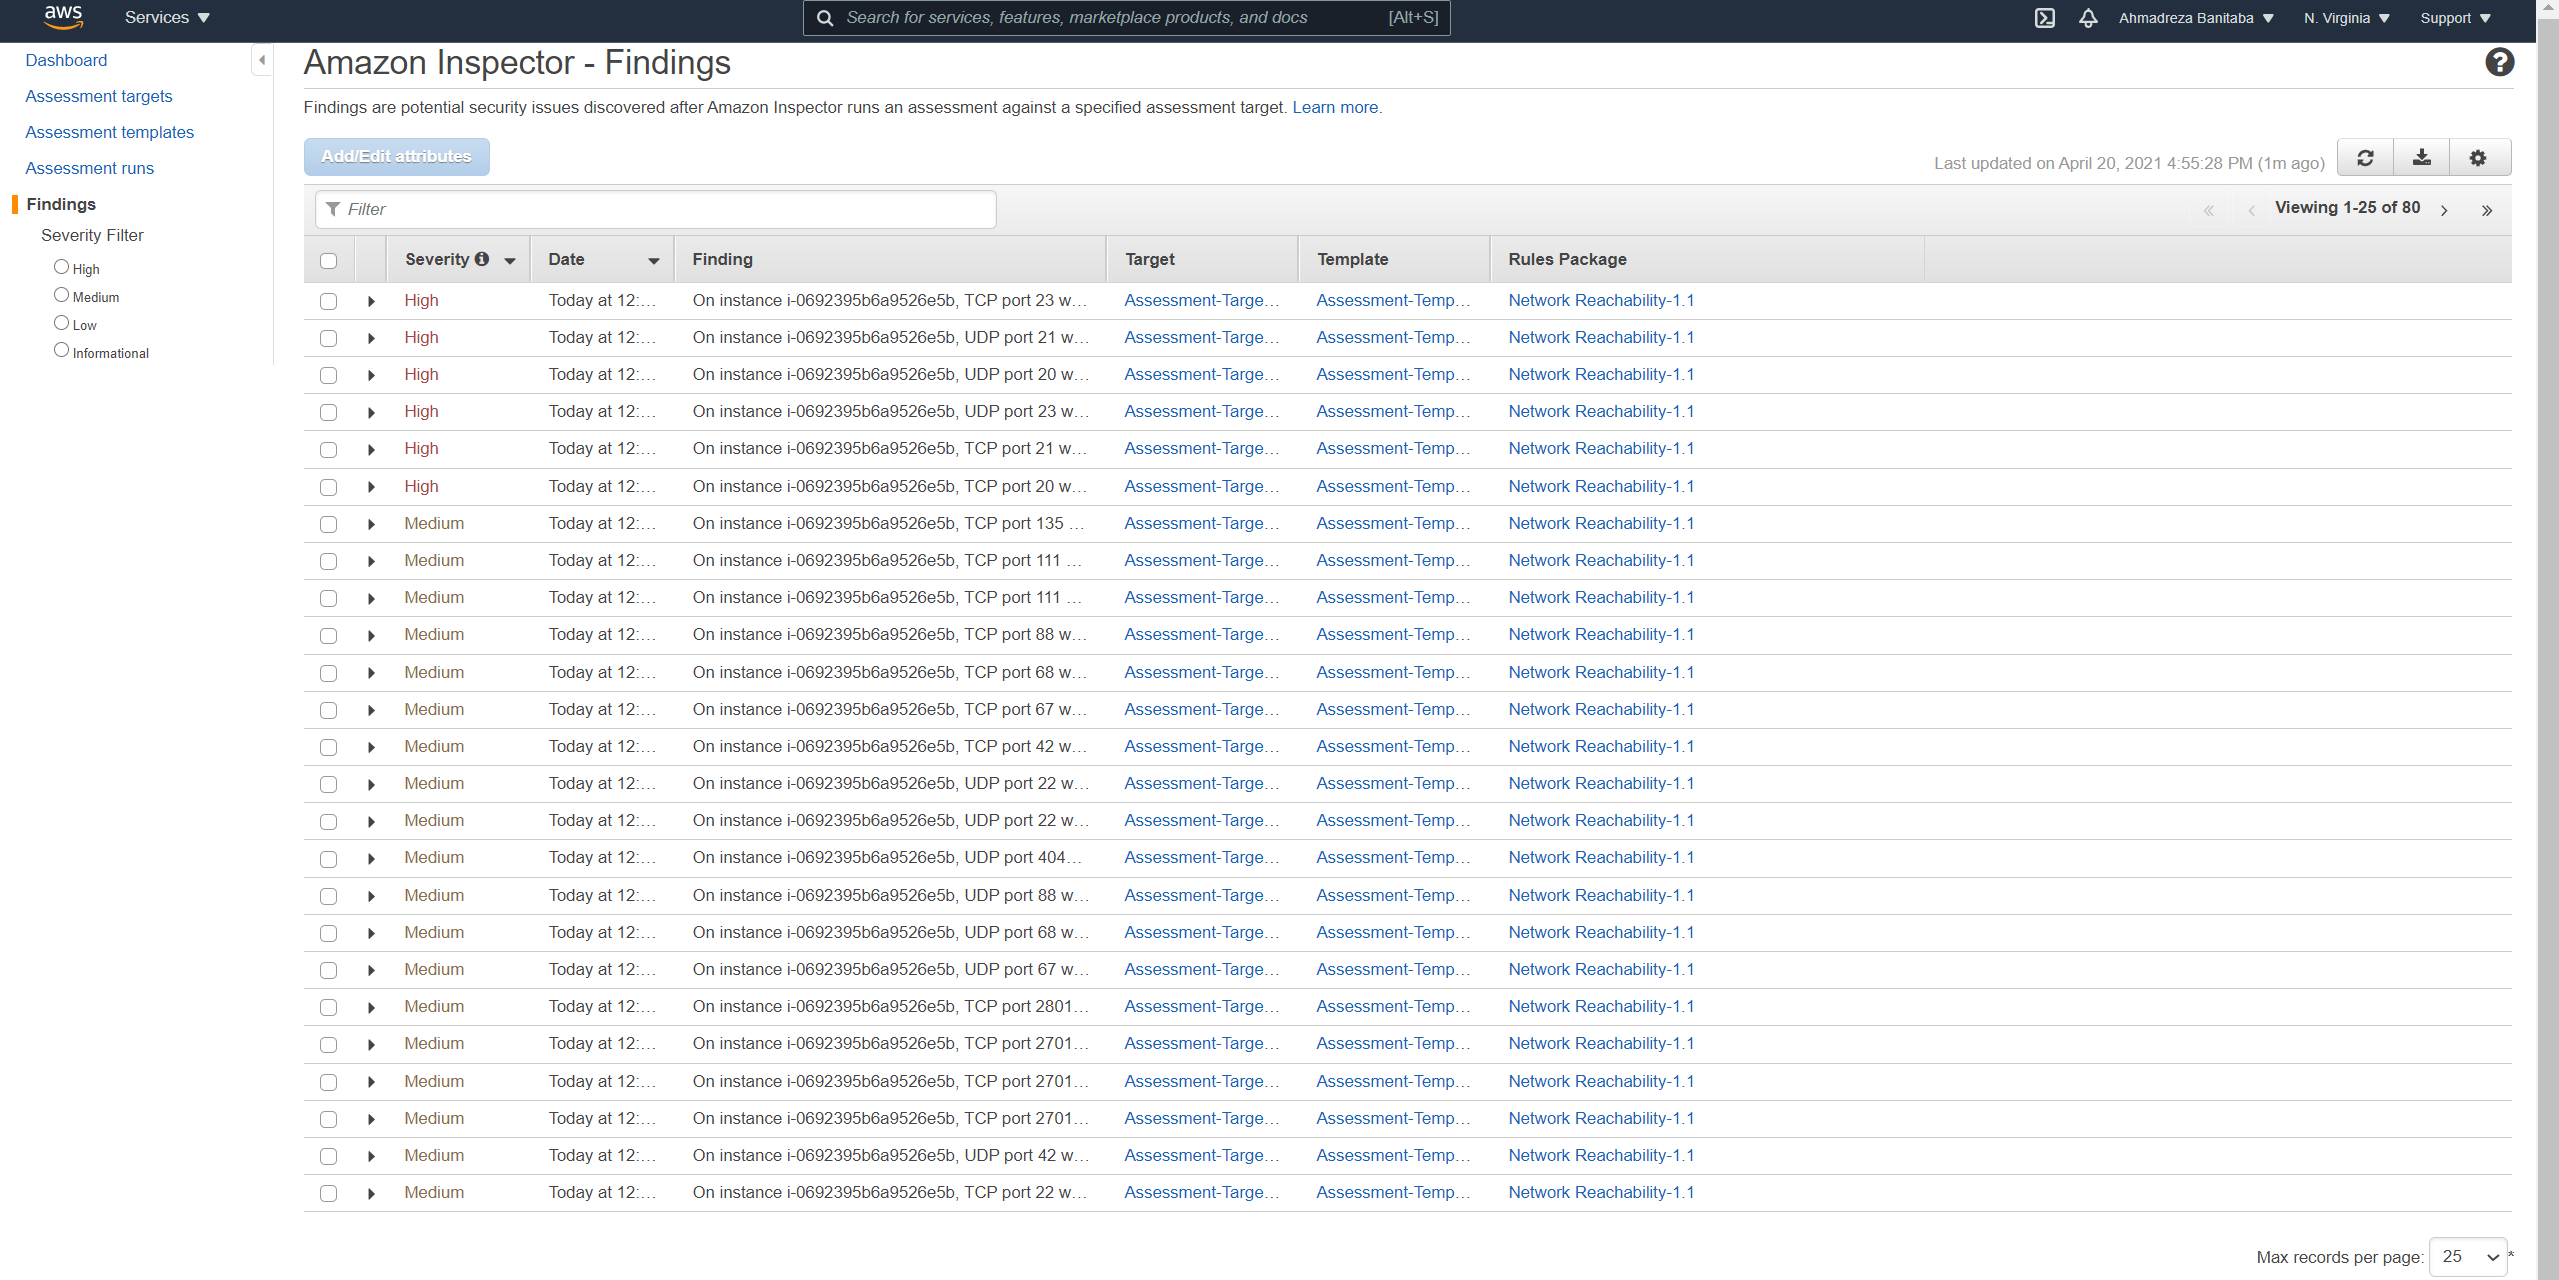 aws Services Search for services, features, marketplace products, and docs [Alt+S] Ahmadreza Banitaba N. Virginia Support
Dashboard
Assessment targets
Assessment templates
Assessment runs
Findings
Severity Filter
High
Medium
Low
Informational
Amazon Inspector - Findings
Findings are potential security issues discovered after Amazon Inspector runs an assessment against a specified assessment target. Learn more.
Add/Edit attributes
Last updated on April 20, 2021 4:55:28 PM (1m ago)
Filter
Viewing 1-25 of 80
Severity Date Finding Target Template Rules Package
High Today at 12:... On instance i-0692395b6a9526e5b, TCP port 23 w... Assessment-Targe... Assessment-Temp... Network Reachability-1.1
High Today at 12:... On instance i-0692395b6a9526e5b, UDP port 21 w... Assessment-Targe... Assessment-Temp... Network Reachability-1.1
High Today at 12:... On instance i-0692395b6a9526e5b, UDP port 20 w... Assessment-Targe... Assessment-Temp... Network Reachability-1.1
High Today at 12:... On instance i-0692395b6a9526e5b, UDP port 23 w... Assessment-Targe... Assessment-Temp... Network Reachability-1.1
High Today at 12:... On instance i-0692395b6a9526e5b, TCP port 21 w... Assessment-Targe... Assessment-Temp... Network Reachability-1.1
High Today at 12:... On instance i-0692395b6a9526e5b, TCP port 20 w... Assessment-Targe... Assessment-Temp... Network Reachability-1.1
Medium Today at 12:... On instance i-0692395b6a9526e5b, TCP port 135 ... Assessment-Targe... Assessment-Temp... Network Reachability-1.1
Medium Today at 12:... On instance i-0692395b6a9526e5b, TCP port 111 ... Assessment-Targe... Assessment-Temp... Network Reachability-1.1
Medium Today at 12:... On instance i-0692395b6a9526e5b, TCP port 111 ... Assessment-Targe... Assessment-Temp... Network Reachability-1.1
Medium Today at 12:... On instance i-0692395b6a9526e5b, TCP port 88 w... Assessment-Targe... Assessment-Temp... Network Reachability-1.1
Medium Today at 12:... On instance i-0692395b6a9526e5b, TCP port 68 w... Assessment-Targe... Assessment-Temp... Network Reachability-1.1
Medium Today at 12:... On instance i-0692395b6a9526e5b, TCP port 67 w... Assessment-Targe... Assessment-Temp... Network Reachability-1.1
Medium Today at 12:... On instance i-0692395b6a9526e5b, TCP port 42 w... Assessment-Targe... Assessment-Temp... Network Reachability-1.1
Medium Today at 12:... On instance i-0692395b6a9526e5b, UDP port 22 w... Assessment-Targe... Assessment-Temp... Network Reachability-1.1
Medium Today at 12:... On instance i-0692395b6a9526e5b, UDP port 22 w... Assessment-Targe... Assessment-Temp... Network Reachability-1.1
Medium Today at 12:... On instance i-0692395b6a9526e5b, UDP port 404... Assessment-Targe... Assessment-Temp... Network Reachability-1.1
Medium Today at 12:... On instance i-0692395b6a9526e5b, UDP port 88 w... Assessment-Targe... Assessment-Temp... Network Reachability-1.1
Medium Today at 12:... On instance i-0692395b6a9526e5b, UDP port 68 w... Assessment-Targe... Assessment-Temp... Network Reachability-1.1
Medium Today at 12:... On instance i-0692395b6a9526e5b, UDP port 67 w... Assessment-Targe... Assessment-Temp... Network Reachability-1.1
Medium Today at 12:... On instance i-0692395b6a9526e5b, TCP port 2801... Assessment-Targe... Assessment-Temp... Network Reachability-1.1
Medium Today at 12:... On instance i-0692395b6a9526e5b, TCP port 2701... Assessment-Targe... Assessment-Temp... Network Reachability-1.1
Medium Today at 12:... On instance i-0692395b6a9526e5b, TCP port 2701... Assessment-Targe... Assessment-Temp... Network Reachability-1.1
Medium Today at 12:... On instance i-0692395b6a9526e5b, TCP port 2701... Assessment-Targe... Assessment-Temp... Network Reachability-1.1
Medium Today at 12:... On instance i-0692395b6a9526e5b, UDP port 42 w... Assessment-Targe... Assessment-Temp... Network Reachability-1.1
Medium Today at 12:... On instance i-0692395b6a9526e5b, TCP port 22 w... Assessment-Targe... Assessment-Temp... Network Reachability-1.1
Max records per page: 25 *